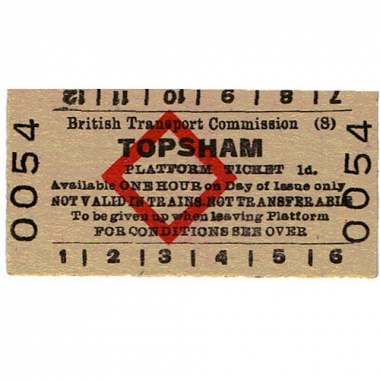 12 | 11 | 10 | 9 | 8 | 7
British Transport Commission (S)
TOPSHAM
PLATFORM TICKET 1d.
Available ONE HOUR on Day of Issue only
NOT VALID IN TRAINS. NOT TRANSFERABLE
To be given up when leaving Platform
FOR CONDITIONS SEE OVER
1 | 2 | 3 | 4 | 5 | 6
0054
0054